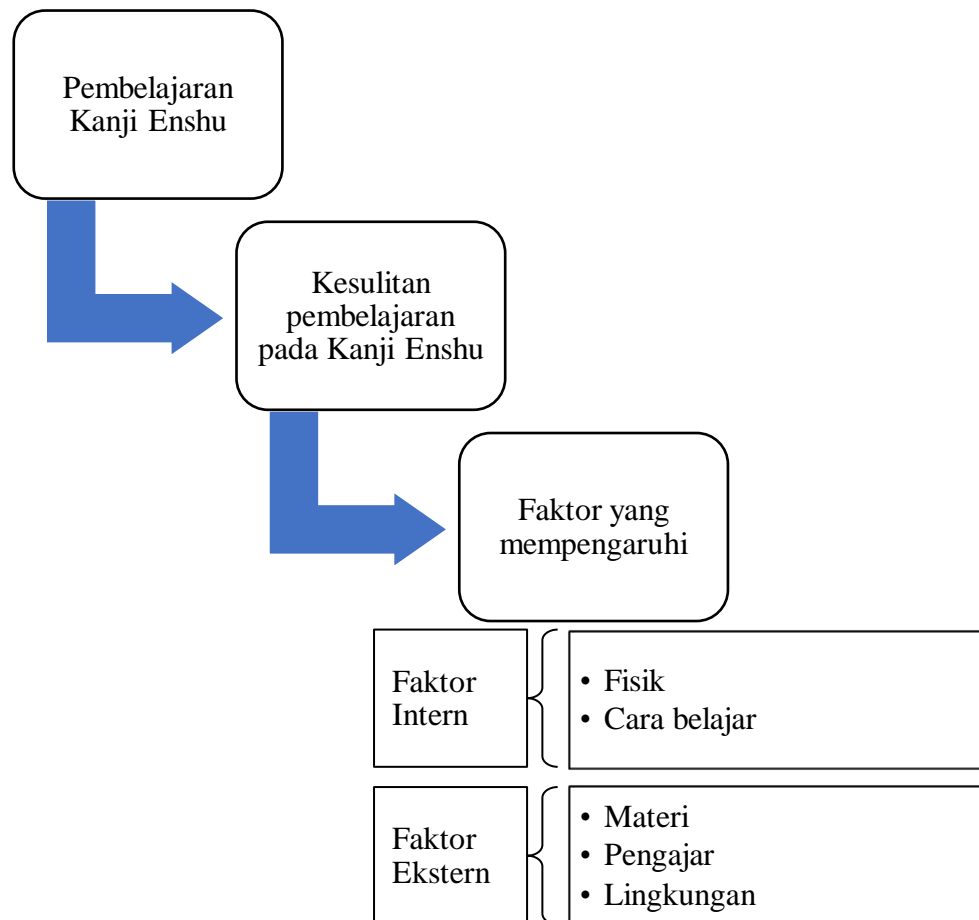 Pembelajaran
Kanji Enshu
Kesulitan
pembelajaran
pada Kanji Enshu
Faktor yang
mempengaruhi
Faktor
Intern
• Fisik
• Cara belajar
Faktor
Ekstern
• Materi
• Pengajar
• Lingkungan